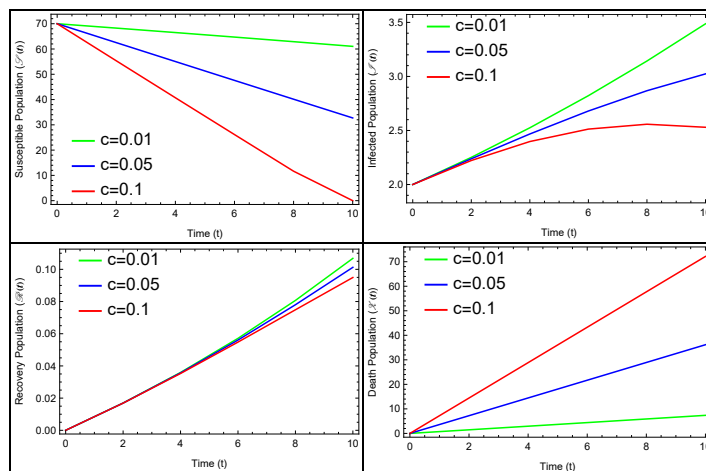 Susceptible Population (𝒮(t))
70
60
50
40
30
20
10
0
c=0.01
c=0.05
c=0.1
0 2 4 6 8 10
Time (t)
Infected Population (ℐ(t))
3.5
3.0
2.5
2.0
c=0.01
c=0.05
c=0.1
0 2 4 6 8 10
Time (t)
Recovery Population (ℛ(t))
0.10
0.08
0.06
0.04
0.02
0.00
c=0.01
c=0.05
c=0.1
0 2 4 6 8 10
Time (t)
Death Population
70
60
50
40
30
20
10
0
c=0.01
c=0.05
c=0.1
0 2 4 6 8 10
Time (t)